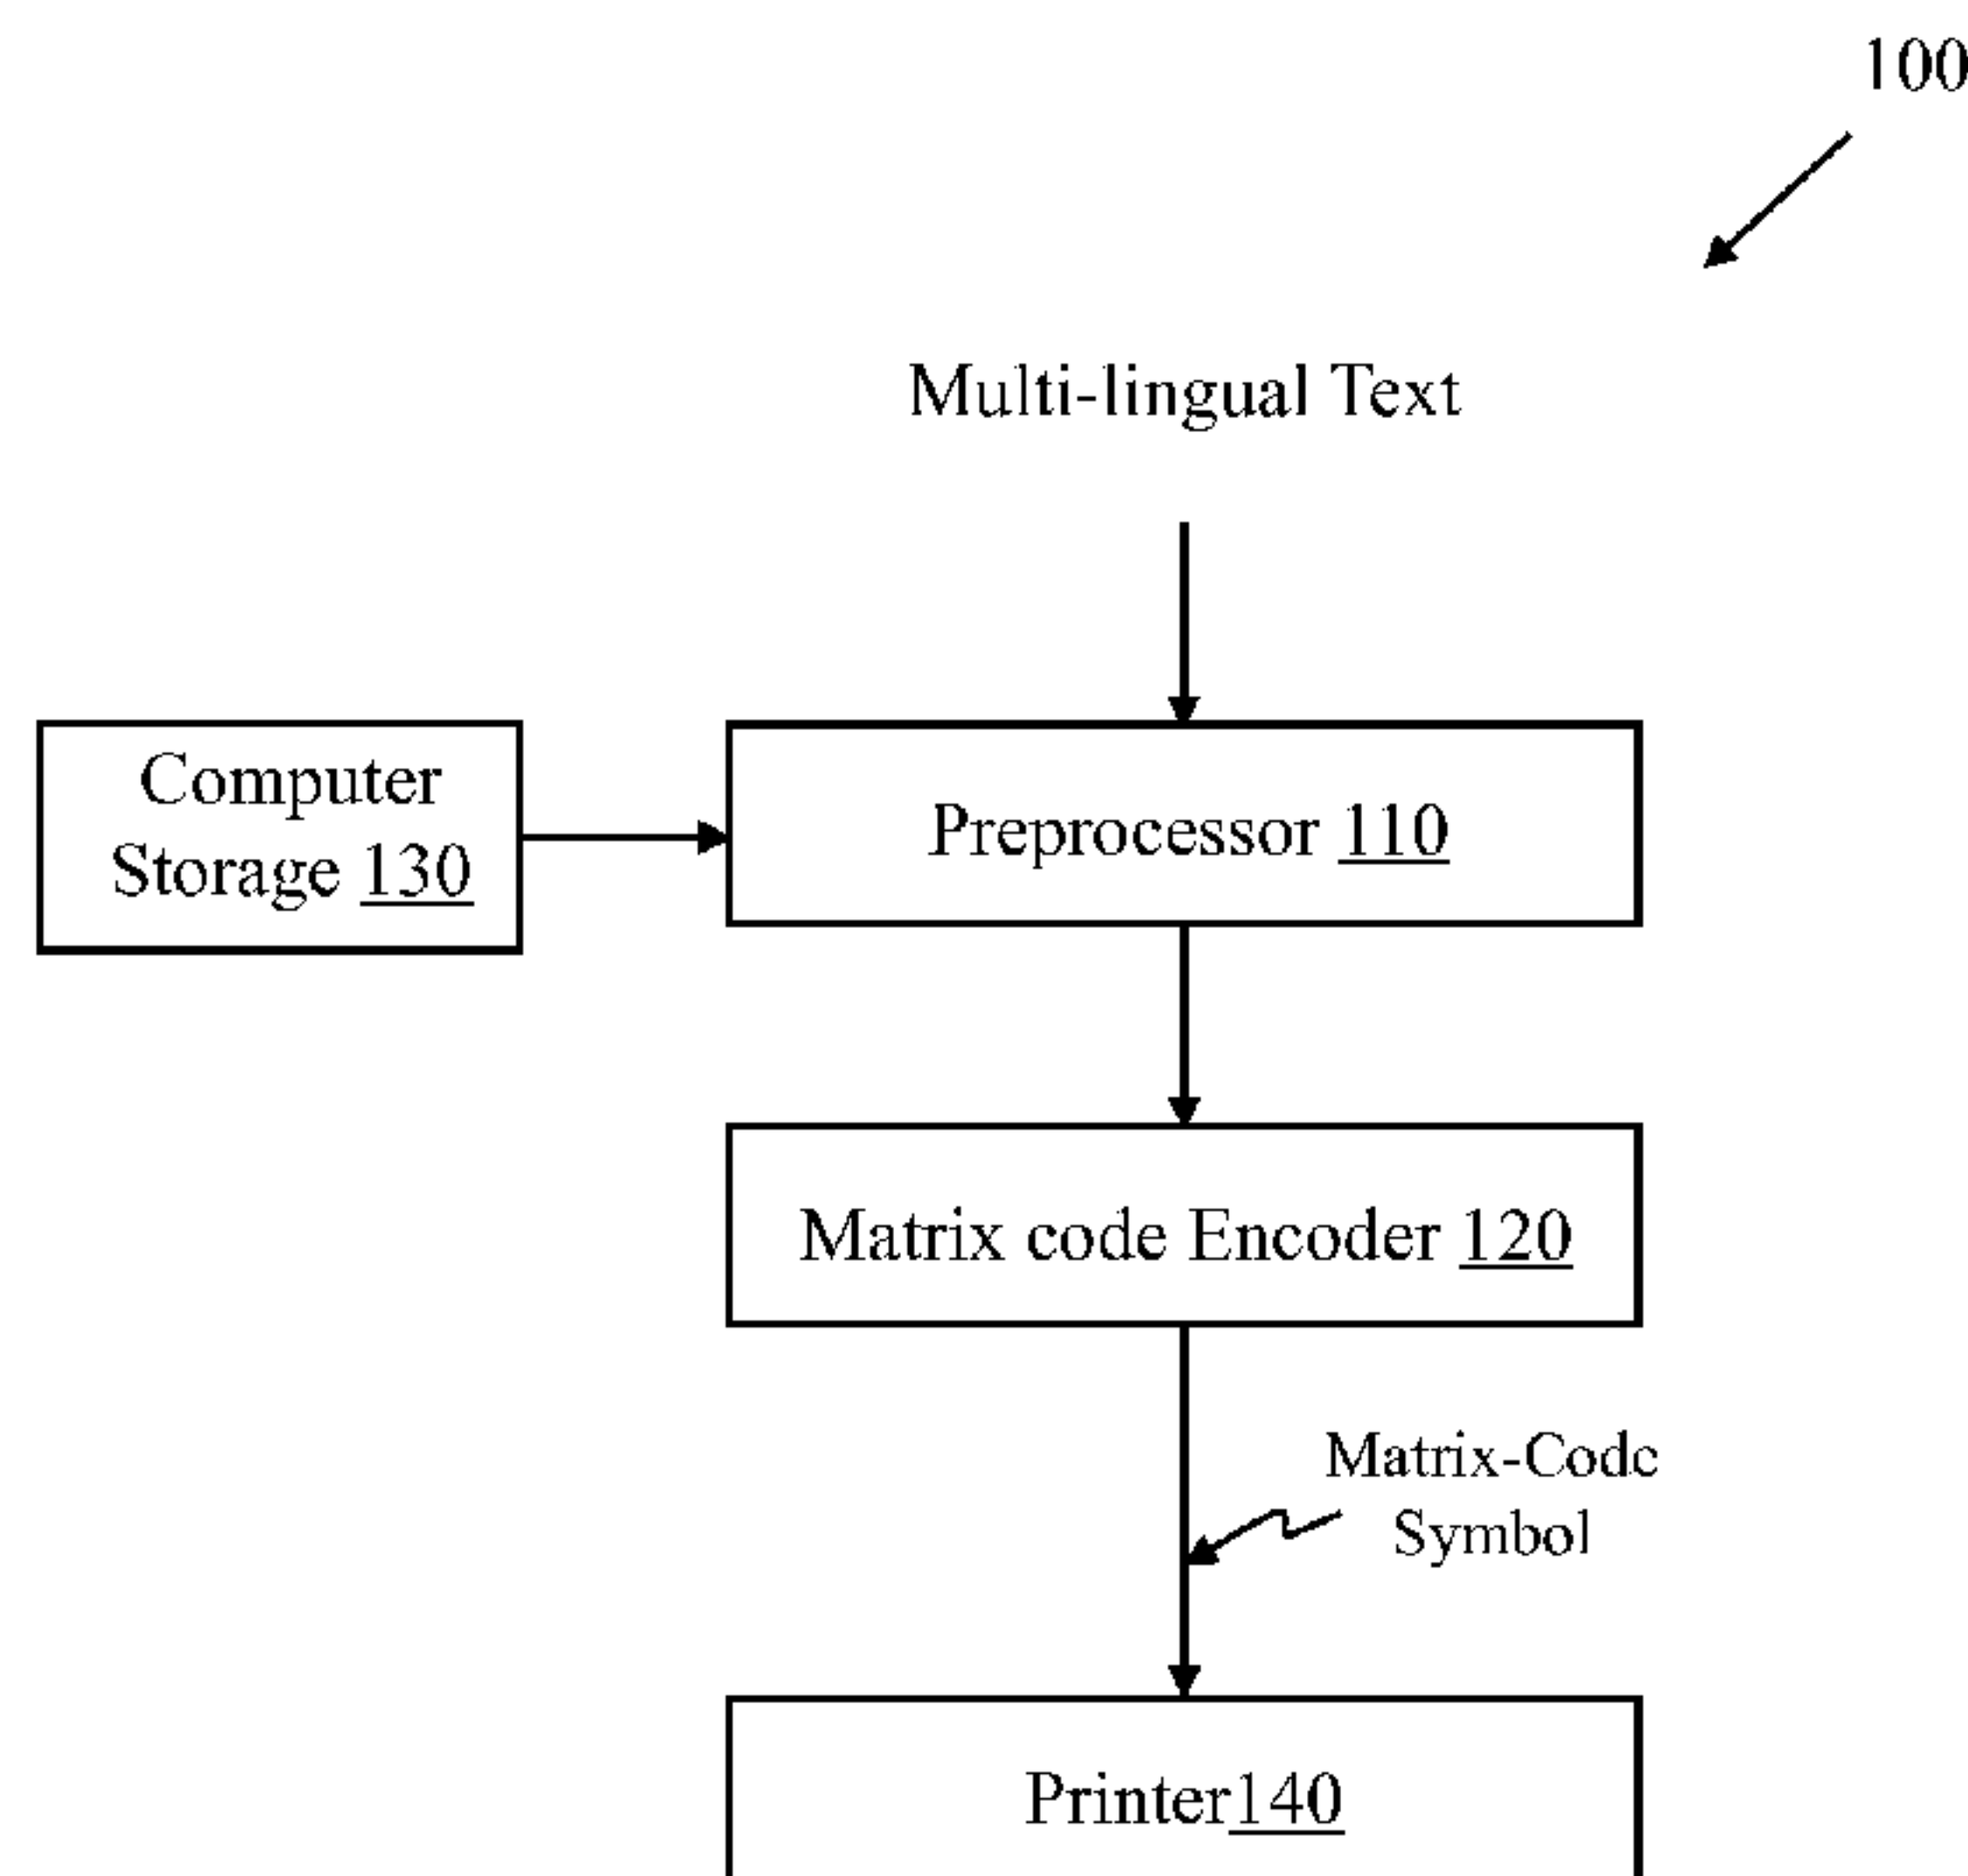 100
Multi-lingual Text
Computer
Storage 130
Preprocessor 110
Matrix code Encoder 120
Matrix-Code
Symbol
Printer140